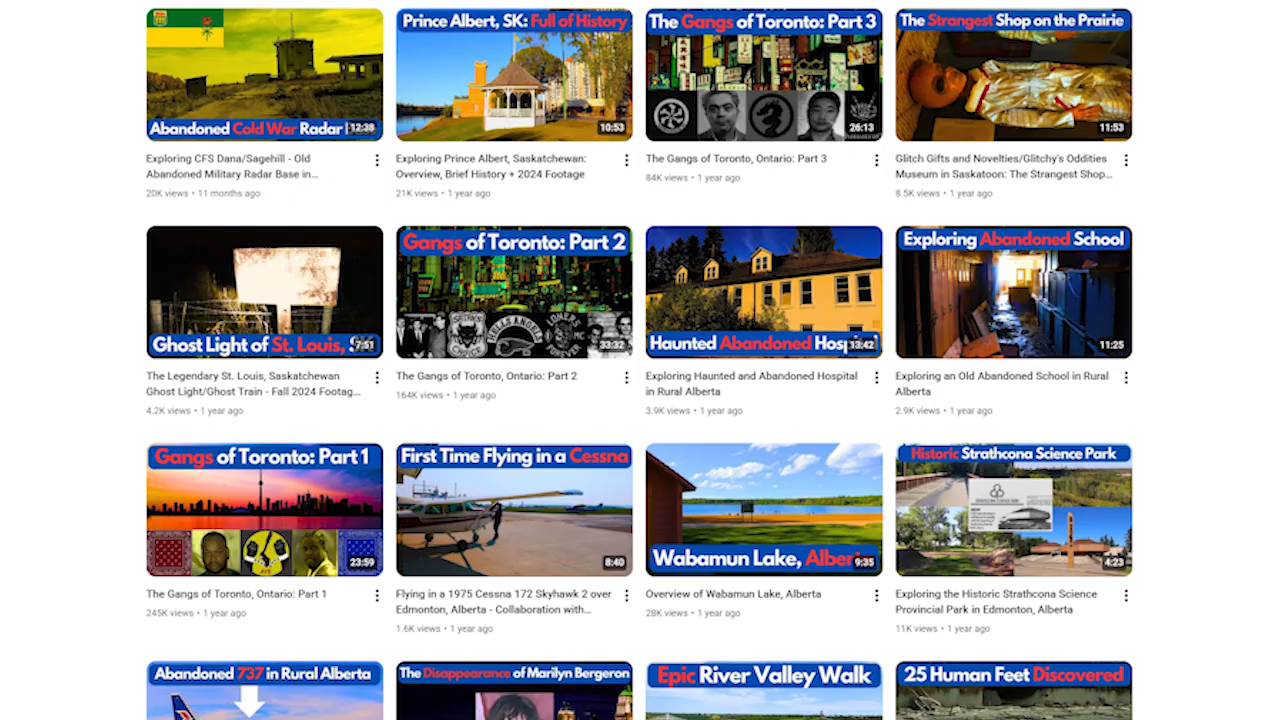 Abandoned Cold War Radar
12:38
Exploring CFS Dana/Sagehill - Old
Abandoned Military Radar Base in...
20K views • 11 months ago
Prince Albert, SK: Full of History
10:53
Exploring Prince Albert, Saskatchewan:
Overview, Brief History + 2024 Footage
21K views • 1 year ago
The Gangs of Toronto: Part 3
26:13
The Gangs of Toronto, Ontario: Part 3
84K views • 1 year ago
The Strangest Shop on the Prairie
11:53
Glitch Gifts and Novelties/Glitchy's Oddities
Museum in Saskatoon: The Strangest Shop...
8.5K views • 1 year ago
Ghost Light of St. Louis,
7:51
The Legendary St. Louis, Saskatchewan
Ghost Light/Ghost Train - Fall 2024 Footag...
4.2K views • 1 year ago
Gangs of Toronto: Part 2
HELLS ANGELS
33:32
The Gangs of Toronto, Ontario: Part 2
164K views • 1 year ago
Haunted Abandoned Hosp
13:42
Exploring Haunted and Abandoned Hospital
in Rural Alberta
3.9K views • 1 year ago
Exploring Abandoned School
11:25
Exploring an Old Abandoned School in Rural
Alberta
2.9K views • 1 year ago
Gangs of Toronto: Part 1
23:59
The Gangs of Toronto, Ontario: Part 1
245K views • 1 year ago
First Time Flying in a Cessna
8:40
Flying in a 1975 Cessna 172 Skyhawk 2 over
Edmonton, Alberta - Collaboration with...
1.6K views • 1 year ago
Wabamun Lake, Alber
9:35
Overview of Wabamun Lake, Alberta
28K views • 1 year ago
Historic Strathcona Science Park
4:23
Exploring the Historic Strathcona Science
Provincial Park in Edmonton, Alberta
11K views • 1 year ago
Abandoned 737 in Rural Alberta
The Disappearance of Marilyn Bergeron
Epic River Valley Walk
25 Human Feet Discovered